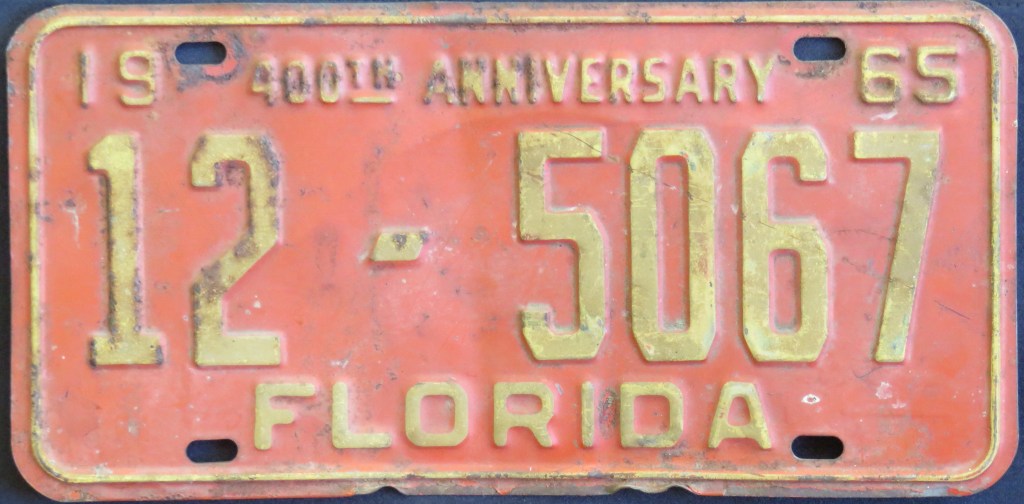 19 400TH ANNIVERSARY 65
12-5067
FLORIDA